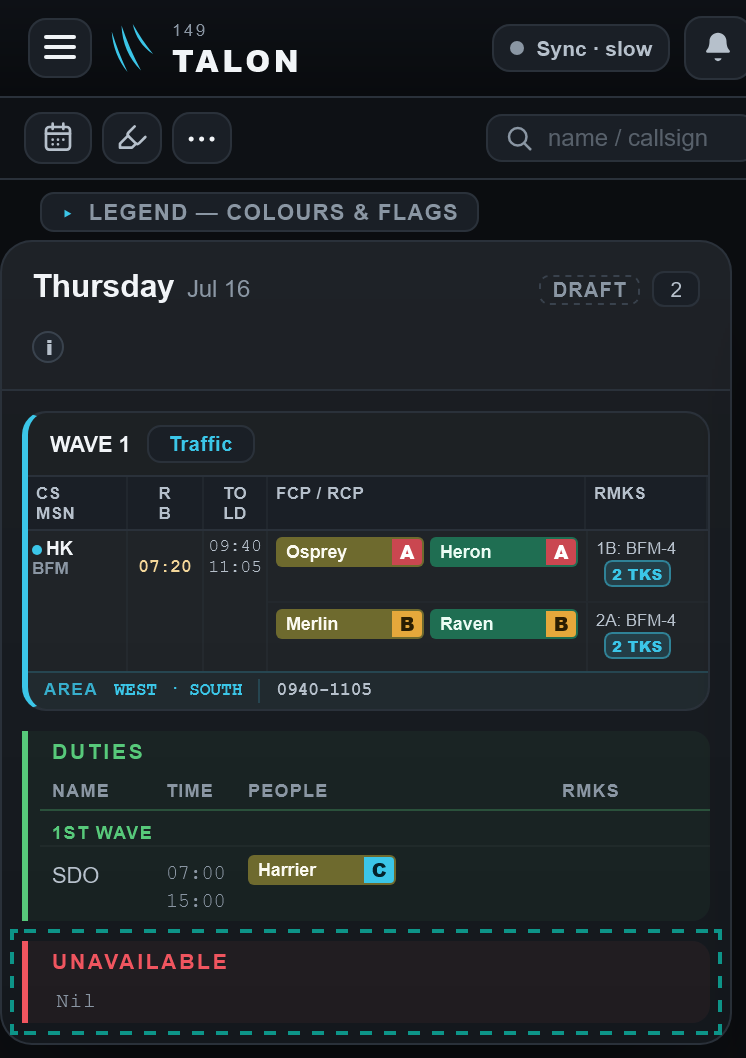 149
TALON
Sync · slow
name / callsign
▸ LEGEND — COLOURS & FLAGS
Thursday Jul 16
DRAFT 2
i
WAVE 1 Traffic
CS R TO FCP / RCP RMKS
MSN B LD
HK 09:40 Osprey A Heron A 1B: BFM-4
BFM 07:20 11:05 2 TKS
Merlin B Raven B 2A: BFM-4
2 TKS
AREA WEST · SOUTH 0940–1105
DUTIES
NAME TIME PEOPLE RMKS
1ST WAVE
SDO 07:00 Harrier C
15:00
UNAVAILABLE
Nil